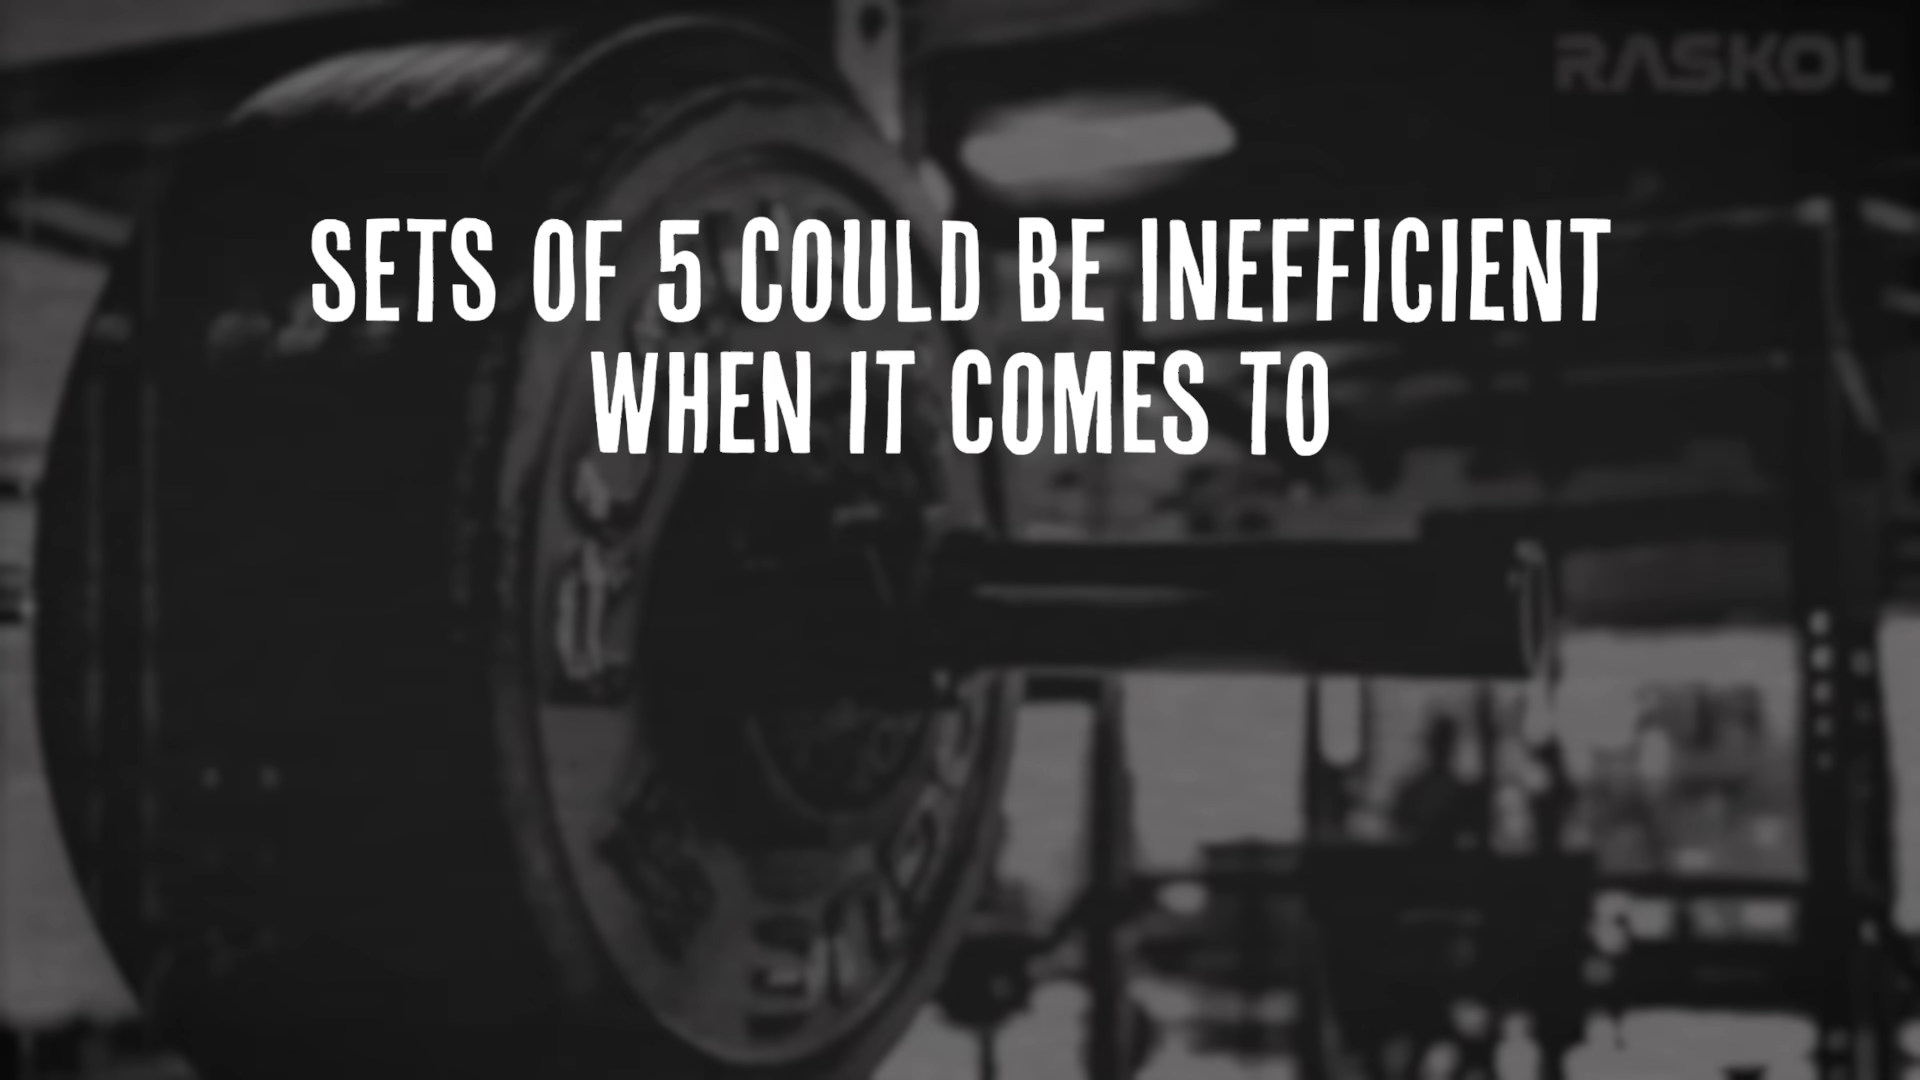 RASKOL
SETS OF 5 COULD BE INEFFICIENT
WHEN IT COMES TO